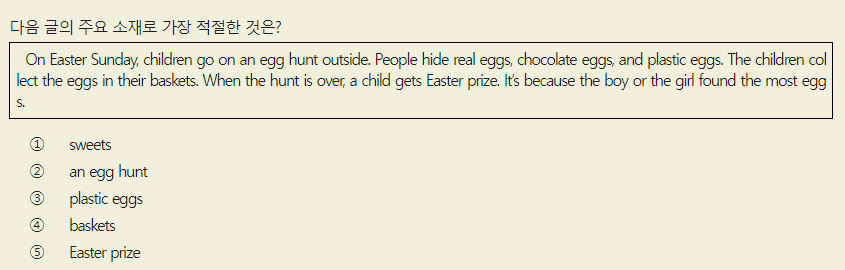 다음 글의 주요 소재로 가장 적절한 것은?
On Easter Sunday, children go on an egg hunt outside. People hide real eggs, chocolate eggs, and plastic eggs. The children col
lect the eggs in their baskets. When the hunt is over, a child gets Easter prize. It's because the boy or the girl found the most egg
s.
① sweets
② an egg hunt
③ plastic eggs
④ baskets
⑤ Easter prize